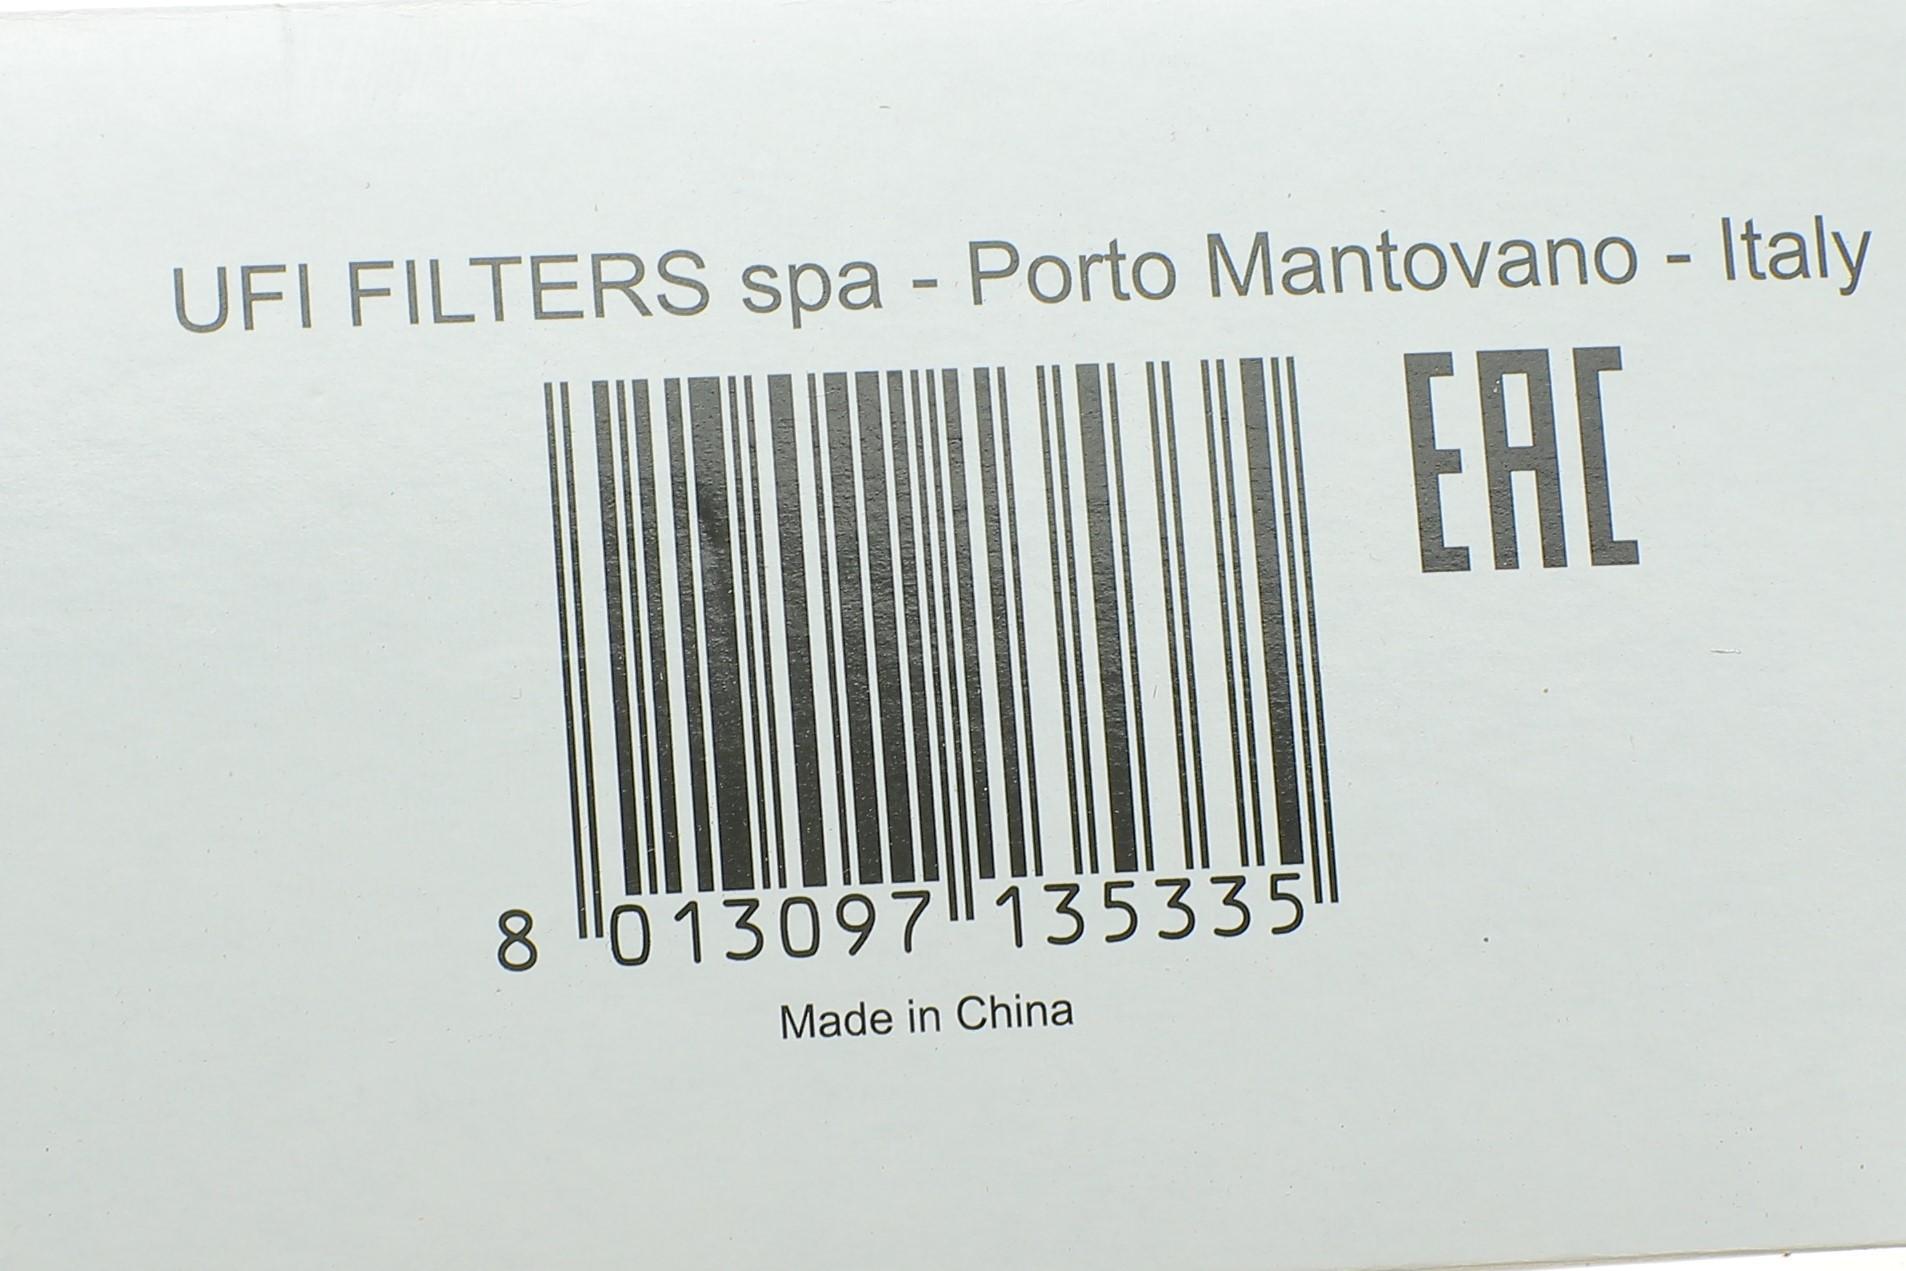 UFI FILTERS spa - Porto Mantovano - Italy
EAC
8 013097 135335
Made in China